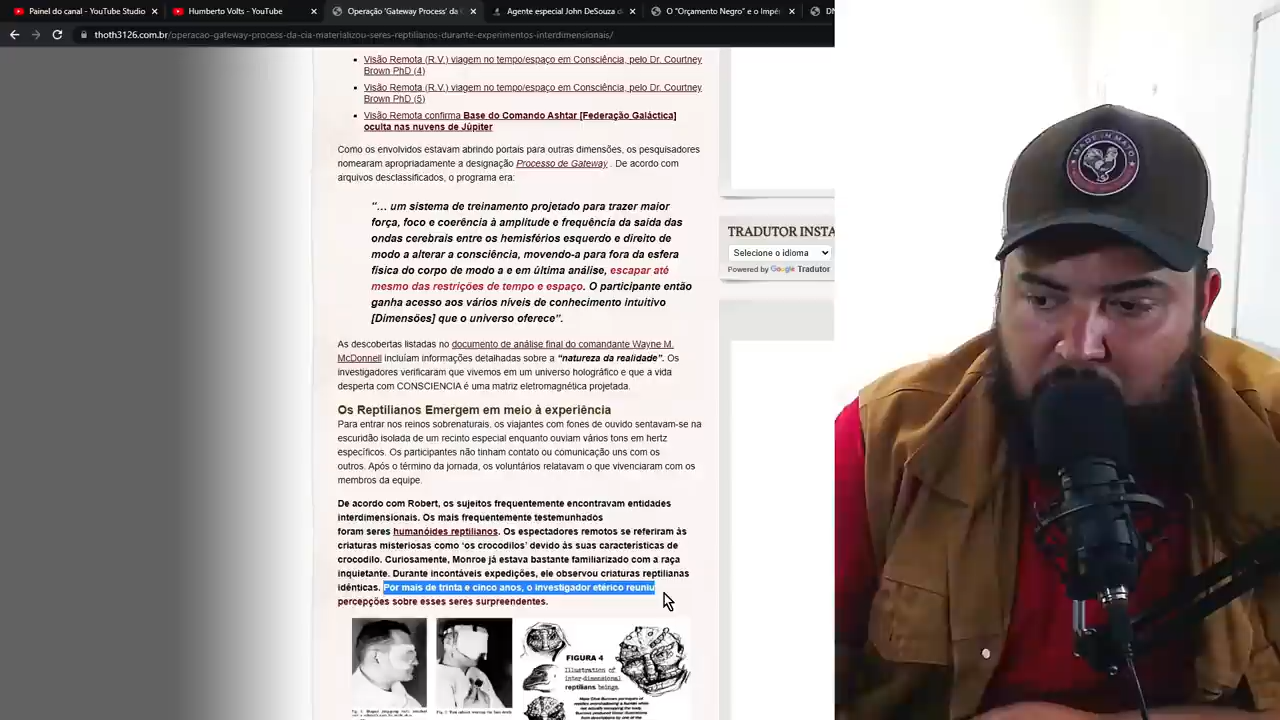 Painel do canal - YouTube Studio
Humberto Volts - YouTube
Operação 'Gateway Process' da
Agente especial John DeSouza d
O "Orçamento Negro" e o Impé
thoth3126.com.br/operacao-gateway-process-da-cia-materializou-seres-reptilianos-durante-experimentos-interdimensionais/
Visão Remota (R.V.) viagem no tempo/espaço em Consciência, pelo Dr. Courtney
Brown PhD (4)
Visão Remota (R.V.) viagem no tempo/espaço em Consciência, pelo Dr. Courtney
Brown PhD (5)
Visão Remota confirma Base do Comando Ashtar [Federação Galáctica]
oculta nas nuvens de Júpiter
Como os envolvidos estavam abrindo portais para outras dimensões, os pesquisadores
nomearam apropriadamente a designação Processo de Gateway . De acordo com
arquivos desclassificados, o programa era:
"… um sistema de treinamento projetado para trazer maior
força, foco e coerência à amplitude e frequência da saída das
ondas cerebrais entre os hemisférios esquerdo e direito de
modo a alterar a consciência, movendo-a para fora da esfera
física do corpo de modo a e em última análise, escapar até
mesmo das restrições de tempo e espaço. O participante então
ganha acesso aos vários níveis de conhecimento intuitivo
[Dimensões] que o universo oferece".
As descobertas listadas no documento de análise final do comandante Wayne M.
McDonnell incluíam informações detalhadas sobre a "natureza da realidade". Os
investigadores verificaram que vivemos em um universo holográfico e que a vida
desperta com CONSCIENCIA é uma matriz eletromagnética projetada.
Os Reptilianos Emergem em meio à experiência
Para entrar nos reinos sobrenaturais, os viajantes com fones de ouvido sentavam-se na
escuridão isolada de um recinto especial enquanto ouviam vários tons em hertz
específicos. Os participantes não tinham contato ou comunicação uns com os
outros. Após o término da jornada, os voluntários relatavam o que vivenciaram com os
membros da equipe.
De acordo com Robert, os sujeitos frequentemente encontravam entidades
interdimensionais. Os mais frequentemente testemunhados
foram seres humanóides reptilianos. Os espectadores remotos se referiram às
criaturas misteriosas como 'os crocodilos' devido às suas características de
crocodilo. Curiosamente, Monroe já estava bastante familiarizado com a raça
inquietante. Durante incontáveis expedições, ele observou criaturas reptilianas
idênticas. Por mais de trinta e cinco anos, o investigador etérico reuniu
percepções sobre esses seres surpreendentes.
FIGURA 4
Illustration of
inter-dimensional
reptilians beings.
TRADUTOR INSTA
Selecione o idioma
Powered by Google Tradutor
MADE IN MATO